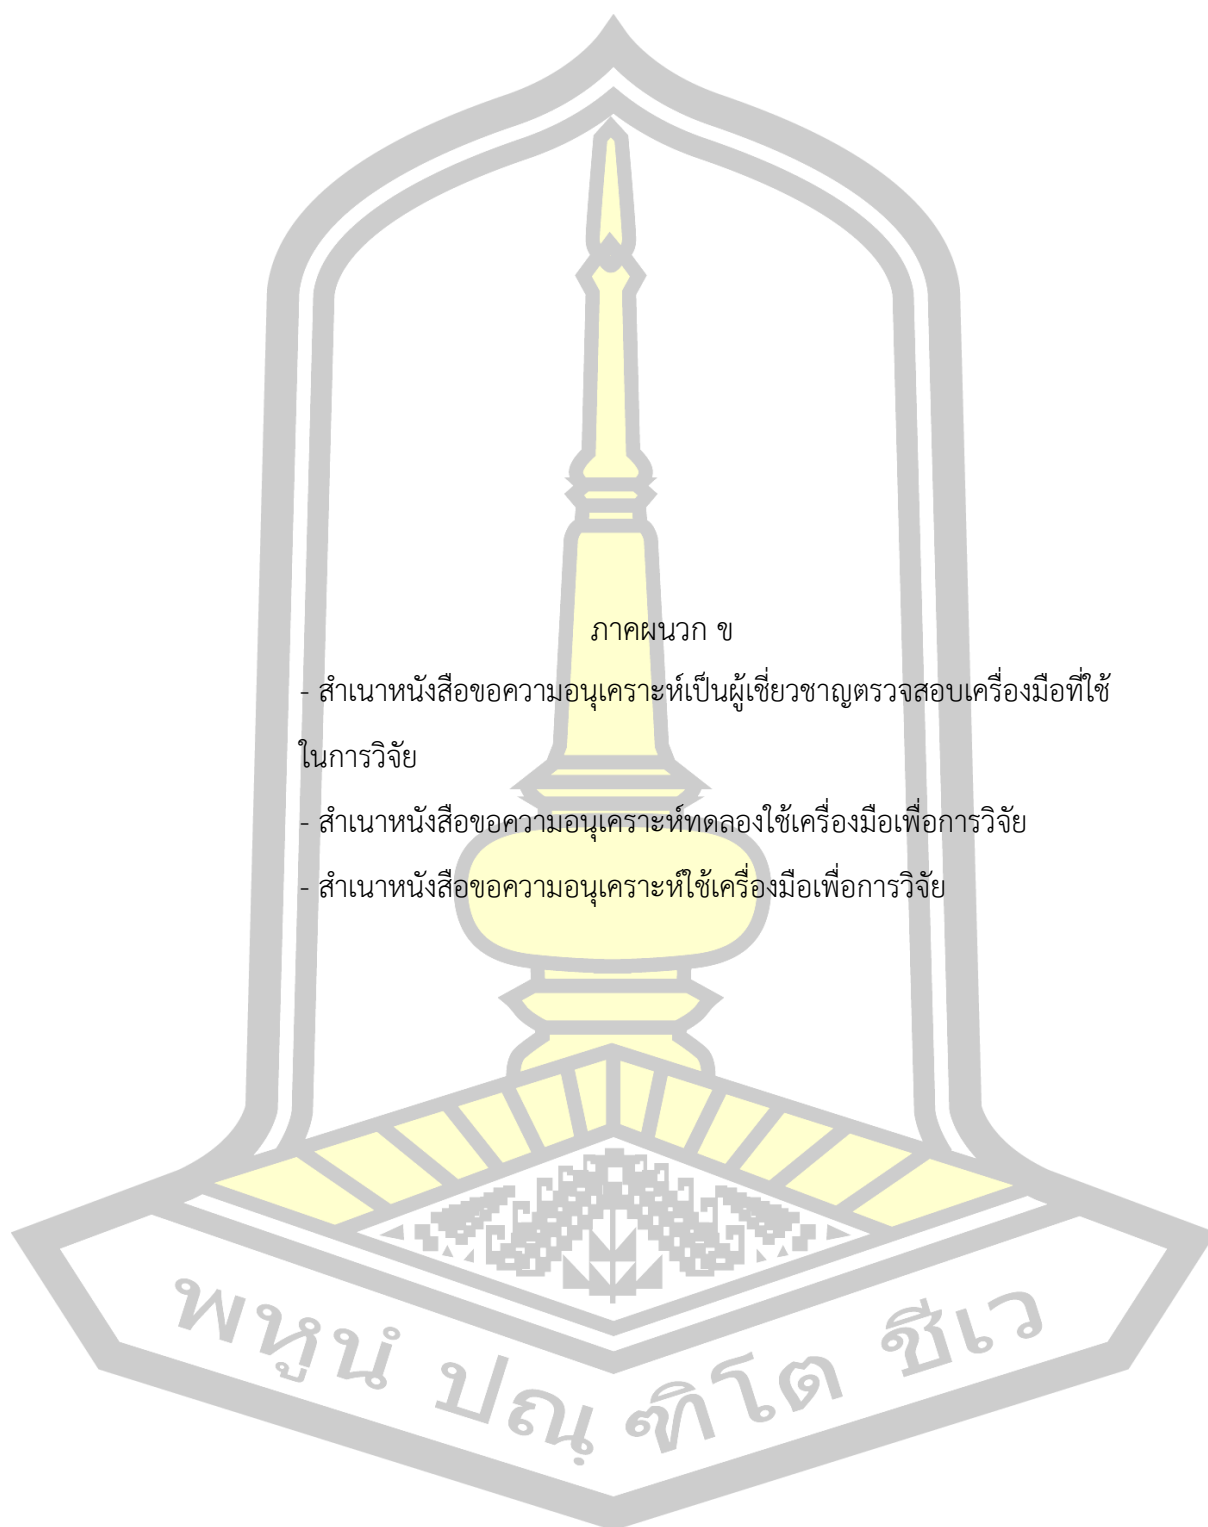 ภาคผนวก ข
- สำเนาหนังสือขอความอนุเคราะห์เป็นผู้เชี่ยวชาญตรวจสอบเครื่องมือที่ใช้
ในการวิจัย
- สำเนาหนังสือขอความอนุเคราะห์ทดลองใช้เครื่องมือเพื่อการวิจัย
- สำเนาหนังสือขอความอนุเคราะห์ใช้เครื่องมือเพื่อการวิจัย
พหูนํ ปณฺฑิโต ชีเว